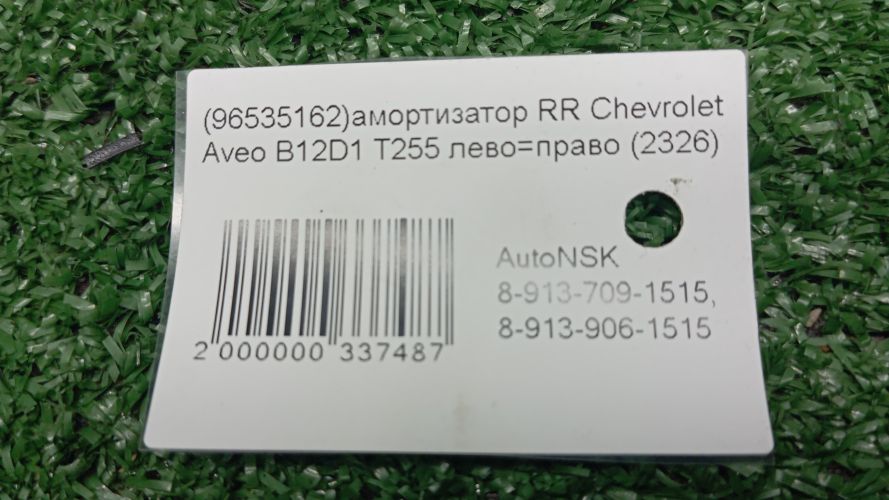 (96535162)амортизатор RR Chevrolet
Aveo B12D1 T255 лево=право (2326)
AutoNSK
8-913-709-1515,
8-913-906-1515
2 000000 337487